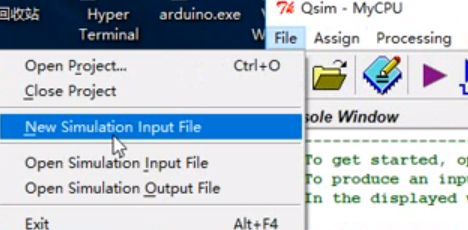 回收站
Hyper
Terminal
arduino.exe
Qsim - MyCPU
File Assign Processing
Open Project... Ctrl+O
Close Project
New Simulation Input File
Open Simulation Input File
Open Simulation Output File
Exit Alt+F4
sole Window
To get started, op
To produce an inpu
In the displayed w